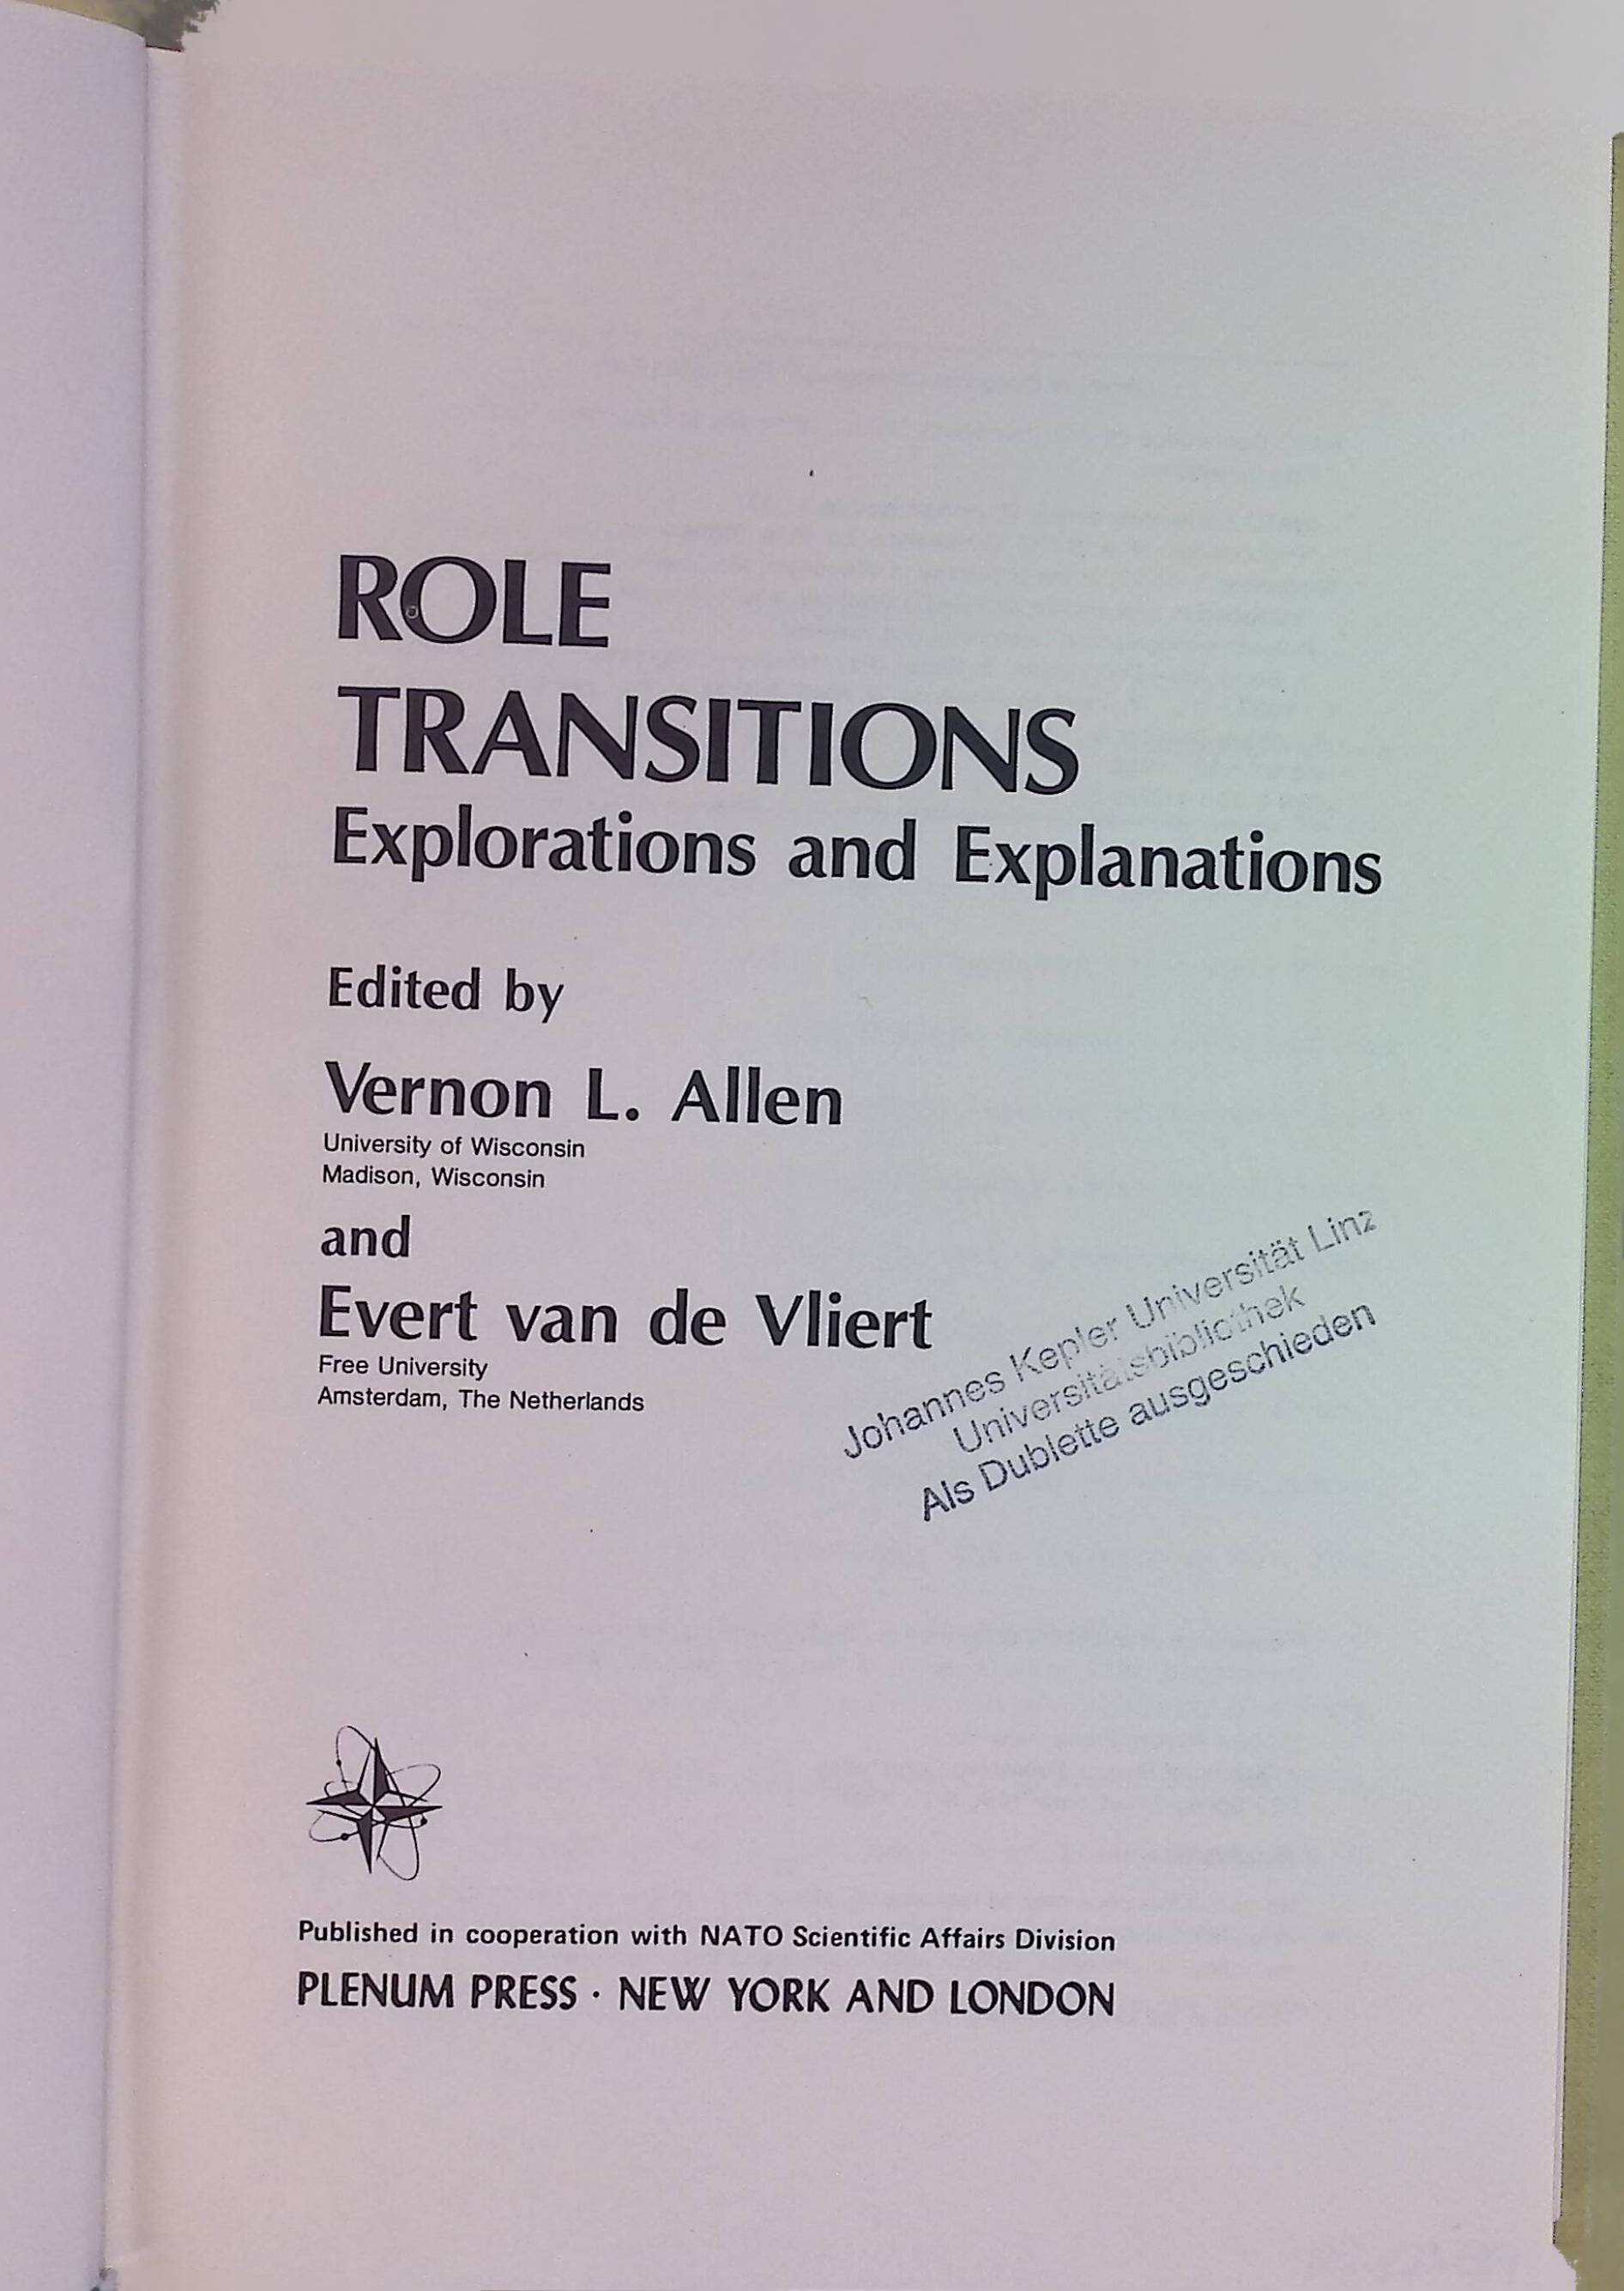 ROLE
TRANSITIONS
Explorations and Explanations
Edited by
Vernon L. Allen
University of Wisconsin
Madison, Wisconsin
and
Evert van de Vliert
Free University
Amsterdam, The Netherlands
Johannes Kepler Universität Linz
Universitätsbibliothek
Als Dublette ausgeschieden
Published in cooperation with NATO Scientific Affairs Division
PLENUM PRESS · NEW YORK AND LONDON